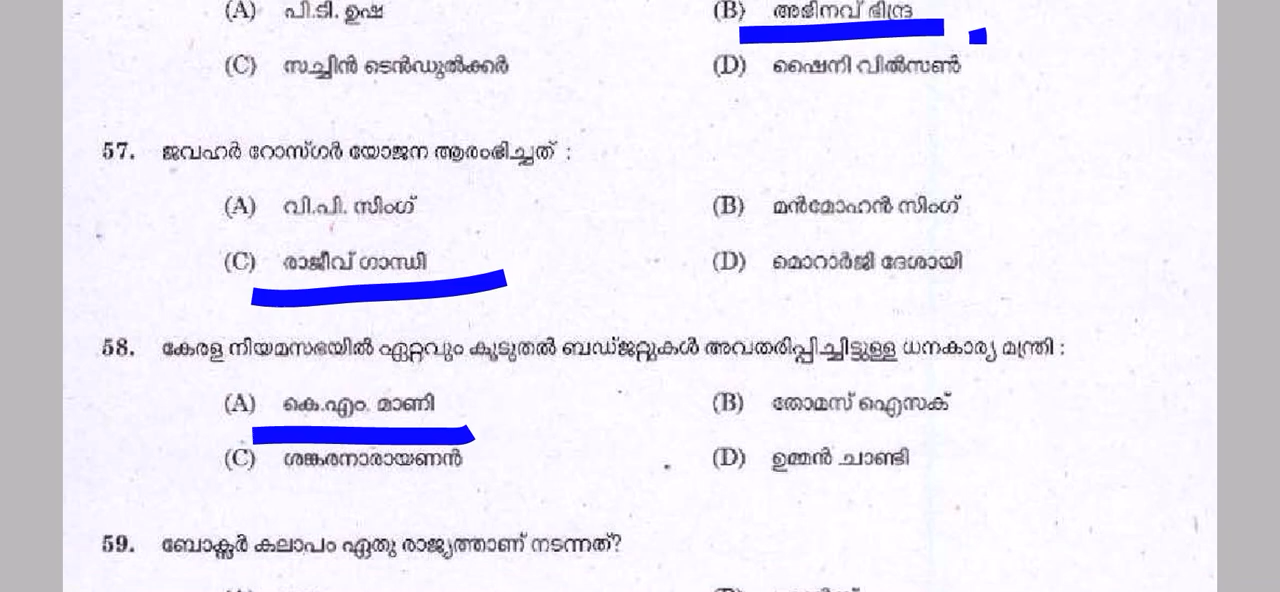 (A) പി.ടി. ഉഷ (B) അഭിനവ് ഭിന്ദ്ര
(C) സച്ചിൻ ടെൻഡുൽക്കർ (D) ഷൈനി വിൽസൺ
57. ജവഹർ റോസ്ഗർ യോജന ആരംഭിച്ചത് :
(A) വി.പി. സിംഗ് (B) മൻമോഹൻ സിംഗ്
(C) രാജീവ് ഗാന്ധി (D) മൊറാർജി ദേശായി
58. കേരള നിയമസഭയിൽ ഏറ്റവും കൂടുതൽ ബഡ്ജറ്റുകൾ അവതരിപ്പിച്ചിട്ടുള്ള ധനകാര്യ മന്ത്രി :
(A) കെ.എം. മാണി (B) തോമസ് ഐസക്
(C) ശങ്കരനാരായണൻ (D) ഉമ്മൻ ചാണ്ടി
59. ബോക്സർ കലാപം ഏതു രാജ്യത്താണ് നടന്നത്?